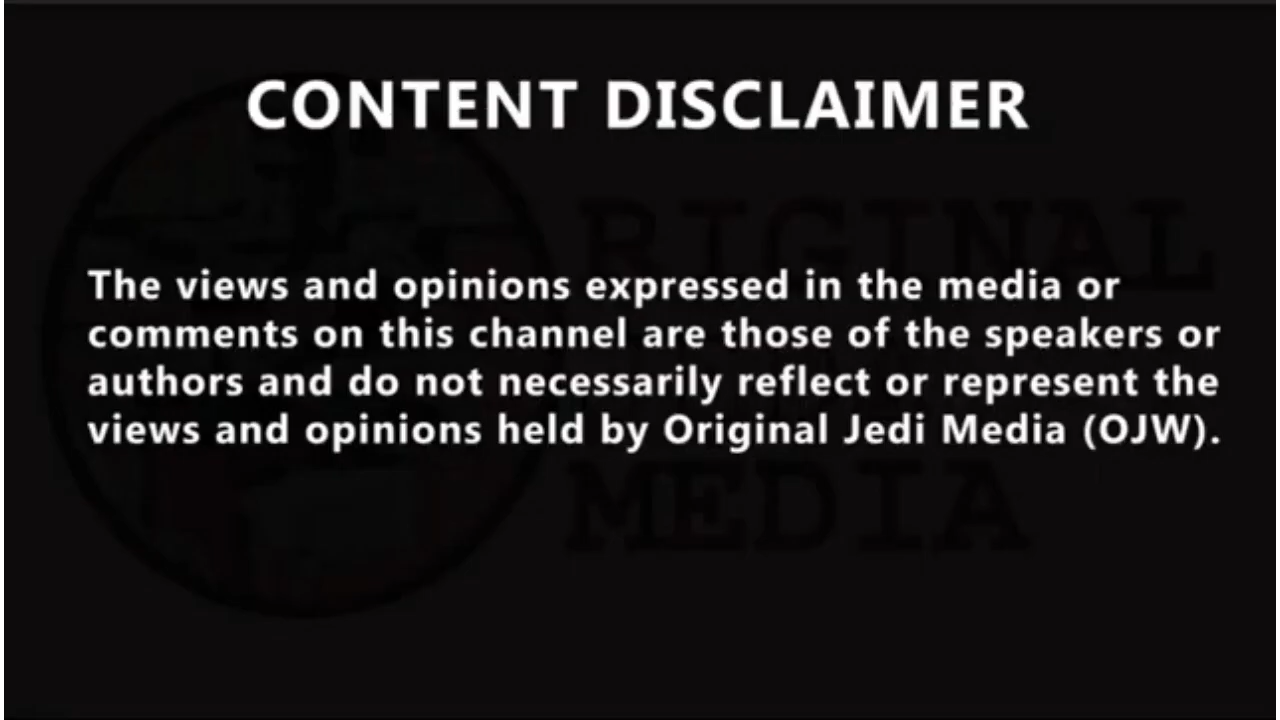 CONTENT DISCLAIMER
RIGINAL
The views and opinions expressed in the media or
comments on this channel are those of the speakers or
authors and do not necessarily reflect or represent the
views and opinions held by Original Jedi Media (OJW).
MEDIA